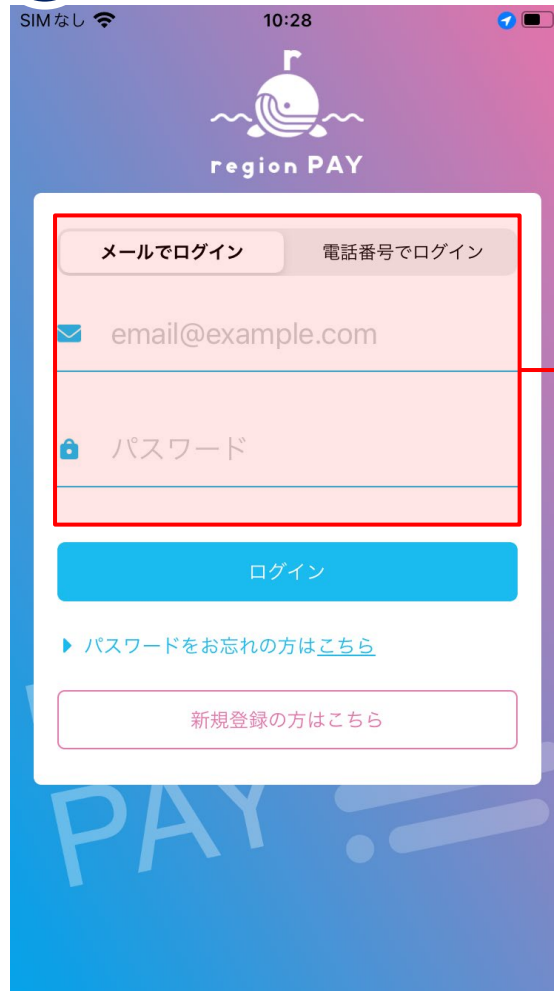 SIMなし 10:28
r
region PAY
メールでログイン 電話番号でログイン
email@example.com
パスワード
ログイン
パスワードをお忘れの方はこちら
新規登録の方はこちら
PAY